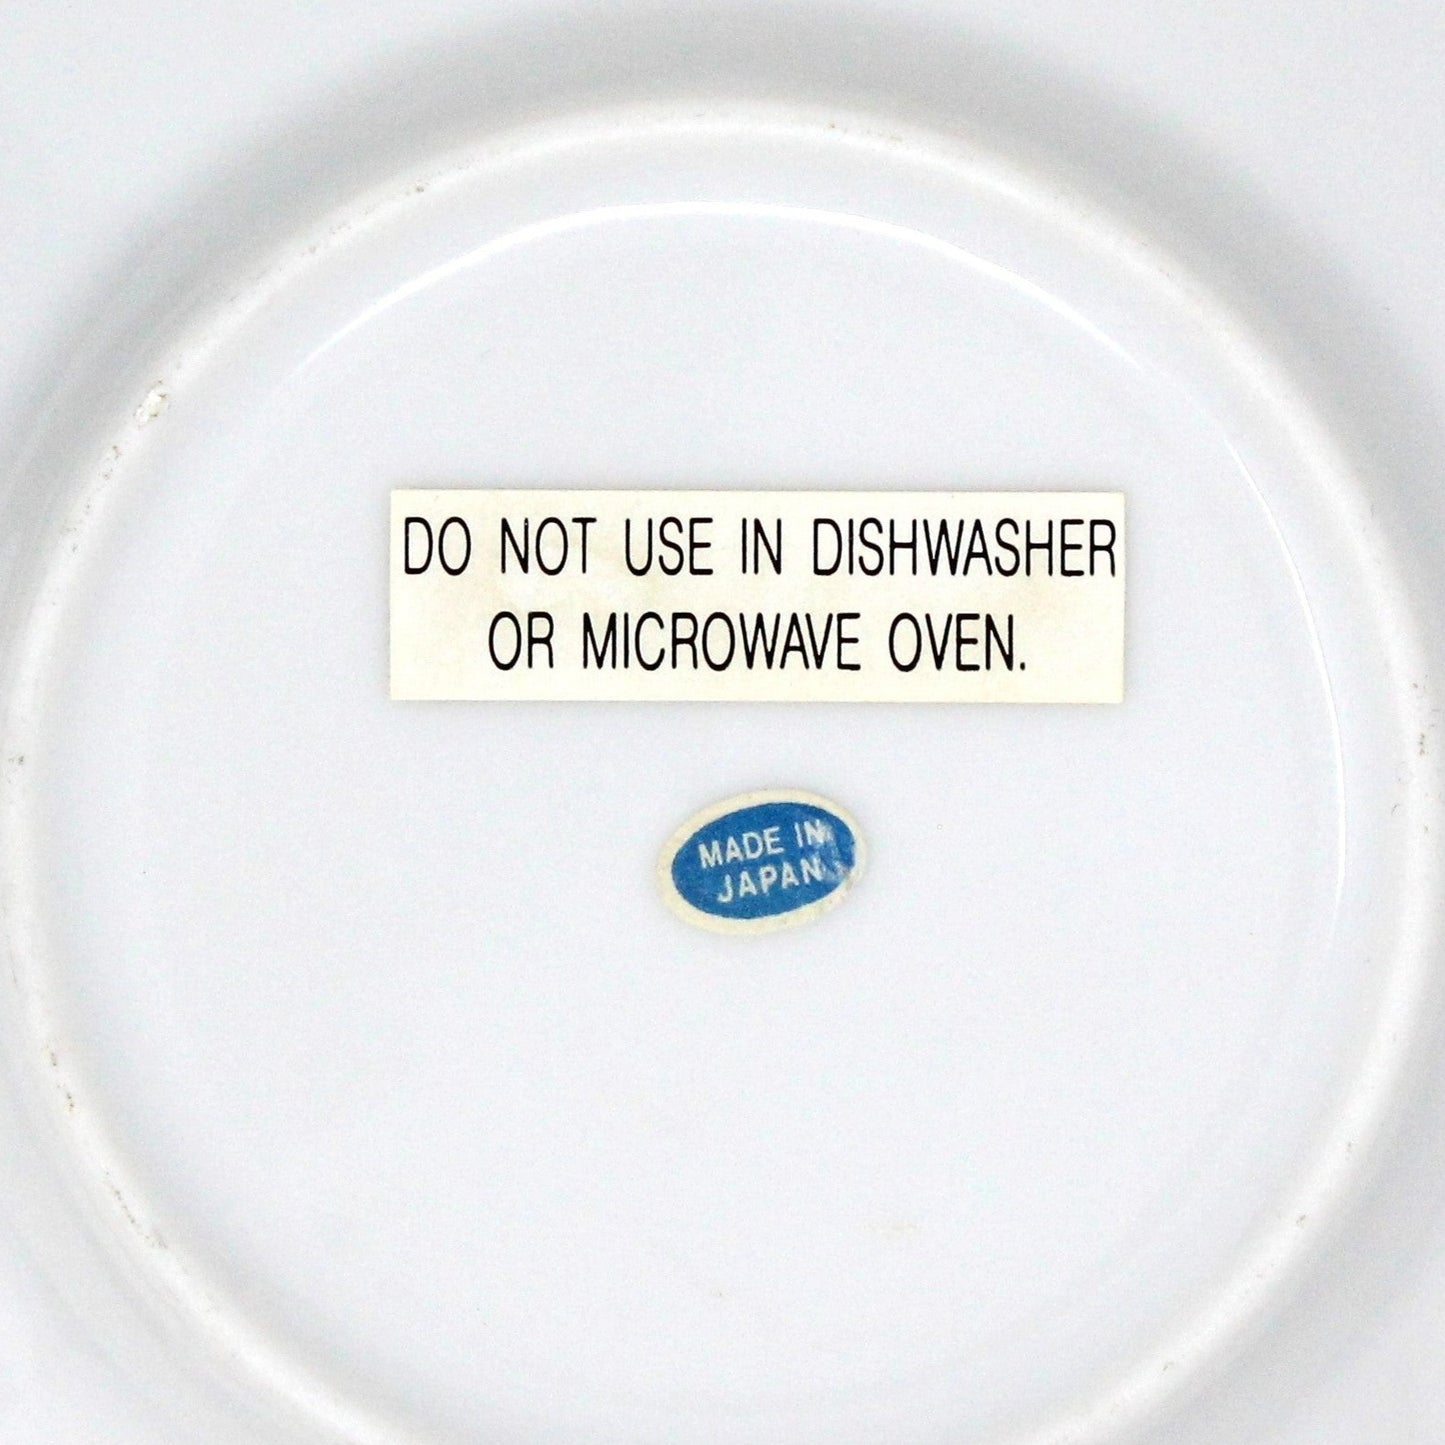 DO NOT USE IN DISHWASHER
OR MICROWAVE OVEN.
MADE IN
JAPAN